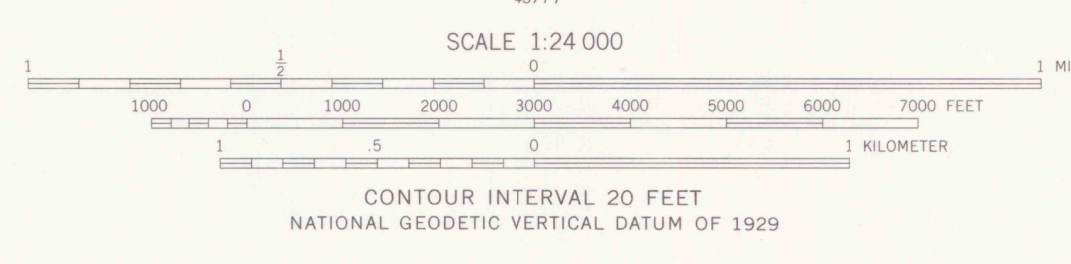 SCALE 1:24 000
1 1/2 0 1 MI
1000 0 1000 2000 3000 4000 5000 6000 7000 FEET
1 .5 0 1 KILOMETER
CONTOUR INTERVAL 20 FEET
NATIONAL GEODETIC VERTICAL DATUM OF 1929